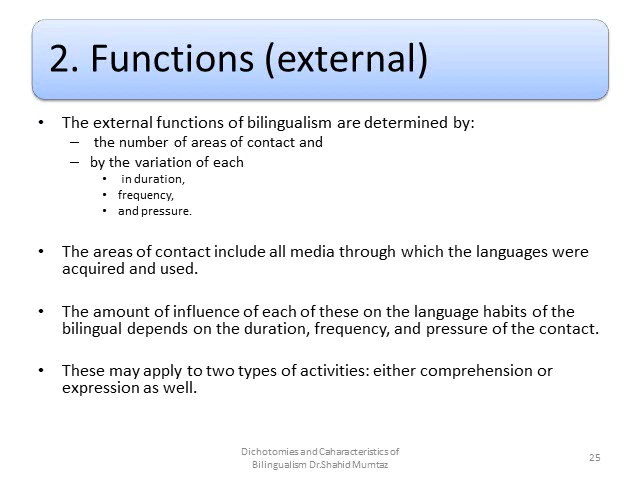 2. Functions (external)
• The external functions of bilingualism are determined by:
– the number of areas of contact and
– by the variation of each
• in duration,
• frequency,
• and pressure.
• The areas of contact include all media through which the languages were
acquired and used.
• The amount of influence of each of these on the language habits of the
bilingual depends on the duration, frequency, and pressure of the contact.
• These may apply to two types of activities: either comprehension or
expression as well.
Dichotomies and Caharacteristics of
Bilingualism Dr.Shahid Mumtaz
25